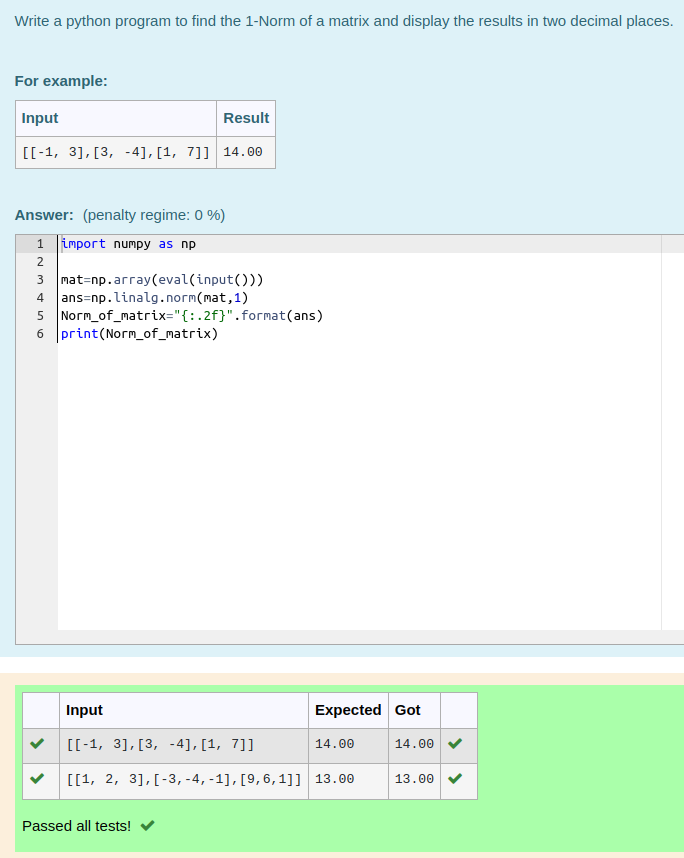 Write a python program to find the 1-Norm of a matrix and display the results in two decimal places.
For example:
Input Result
[[-1, 3],[3, -4],[1, 7]] 14.00
Answer: (penalty regime: 0 %)
1 import numpy as np
2
3 mat=np.array(eval(input()))
4 ans=np.linalg.norm(mat,1)
5 Norm_of_matrix="{:.2f}".format(ans)
6 print(Norm_of_matrix)
Input Expected Got
[[-1, 3],[3, -4],[1, 7]] 14.00 14.00
[[1, 2, 3],[-3,-4,-1],[9,6,1]] 13.00 13.00
Passed all tests!